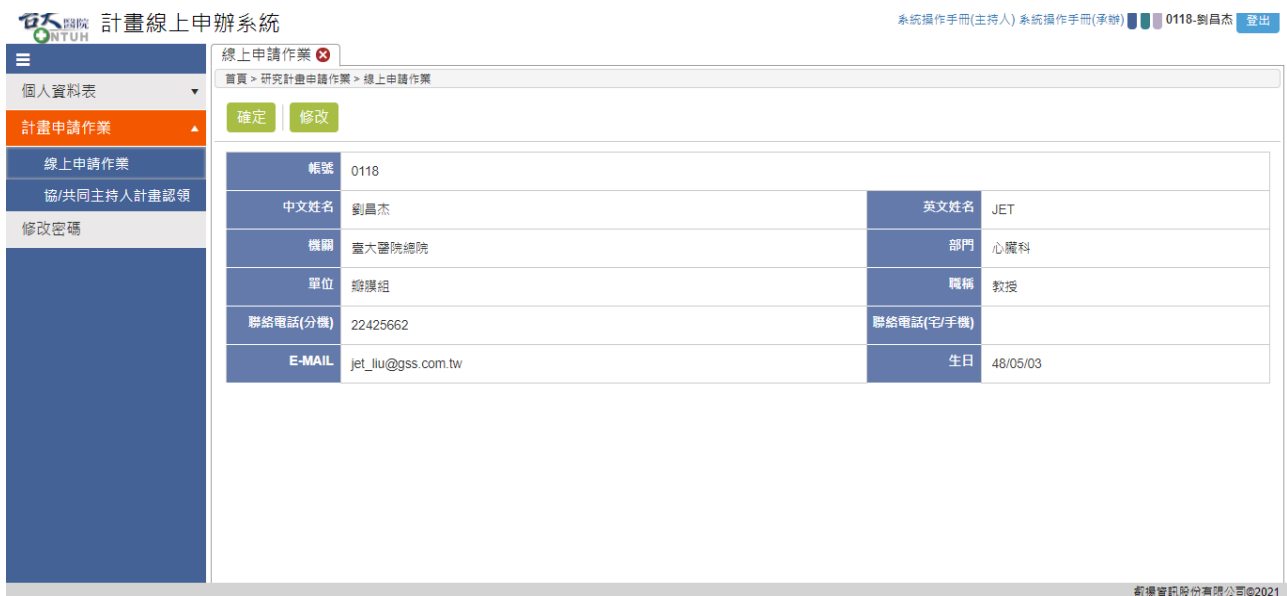 台大醫院 NTUH 計畫線上申辦系統 系統操作手冊(主持人) 系統操作手冊(承辦) 0118-劉昌杰 登出
線上申請作業
首頁 > 研究計畫申請作業 > 線上申請作業
個人資料表
計畫申請作業
線上申請作業
協/共同主持人計畫認領
修改密碼
確定 修改
帳號 0118
中文姓名 劉昌杰 英文姓名 JET
機關 臺大醫院總院 部門 心臟科
單位 瓣膜組 職稱 教授
聯絡電話(分機) 22425662 聯絡電話(宅/手機)
E-MAIL jet_liu@gss.com.tw 生日 48/05/03
叡揚資訊股份有限公司©2021